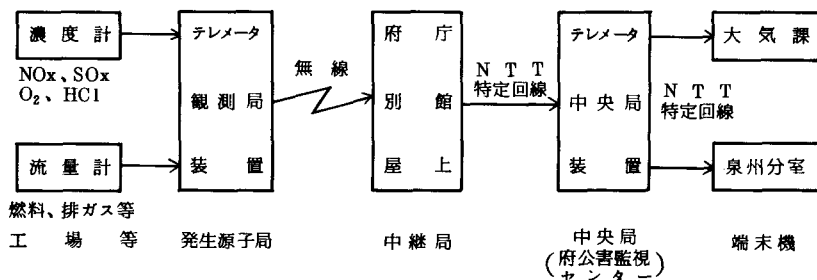 濃度計
NOx、SOx
O₂、HCl
流量計
燃料、排ガス等
工場等
テレメータ
観測局
装置
発生源子局
無線
府庁
別館
屋上
中継局
NTT
特定回線
テレメータ
中央局
装置
中央局
(府公害監視
センター)
NTT
特定回線
大気課
泉州分室
端末機